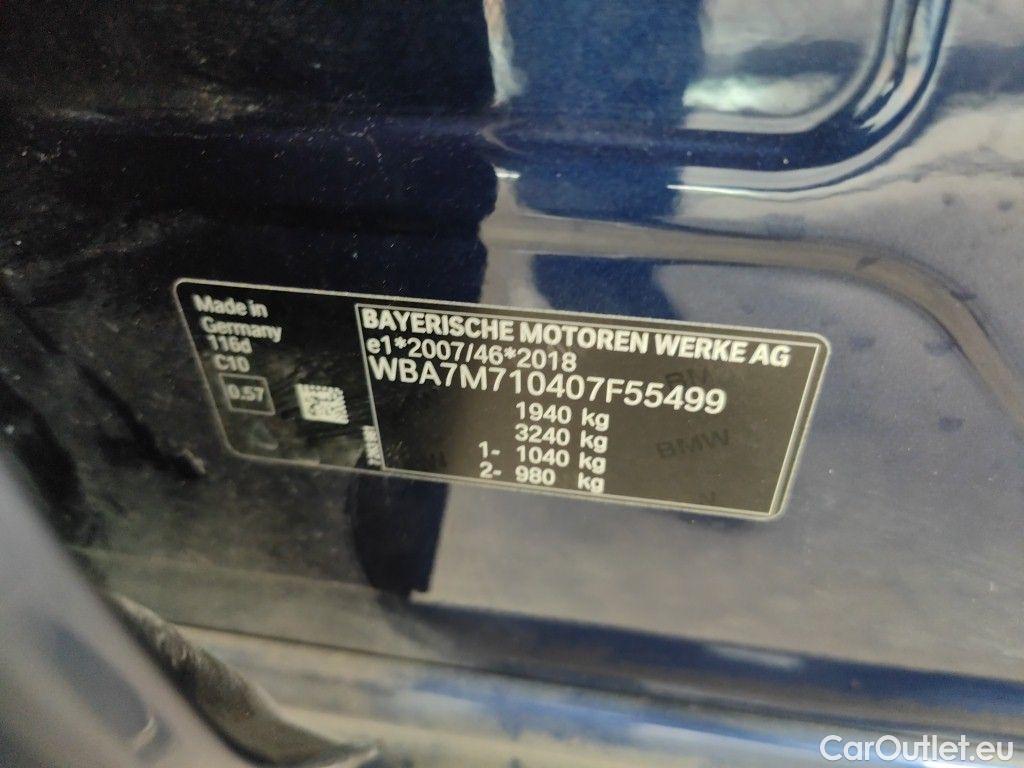 Made in
Germany
116d
C10
0.57
BAYERISCHE MOTOREN WERKE AG
e1*2007/46*2018
WBA7M710407F55499
1940 kg
3240 kg
1- 1040 kg
2- 980 kg
BMW
CarOutlet.eu